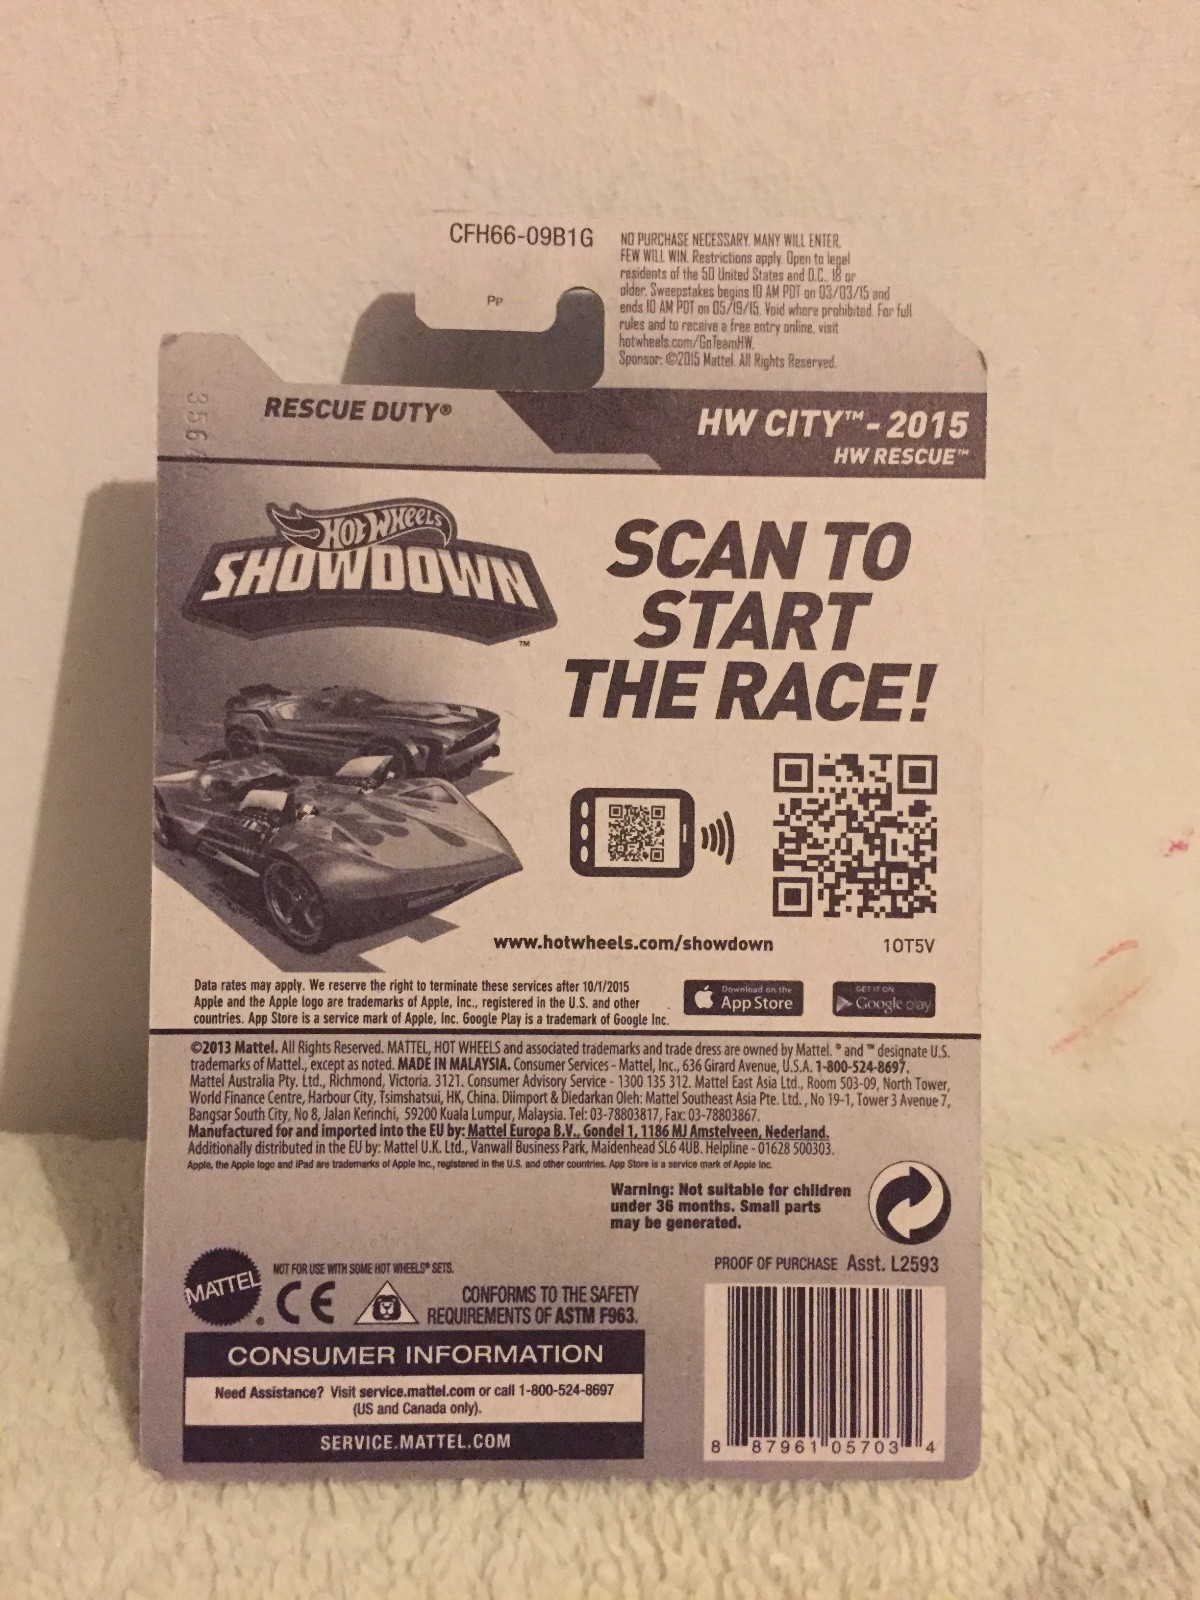 CFH66-09B1G
Pp
NO PURCHASE NECESSARY. MANY WILL ENTER,
FEW WILL WIN. Restrictions apply. Open to legal
residents of the 50 United States and D.C., 18 or
older. Sweepstakes begins 10 AM PDT on 03/03/15 and
ends 10 AM PDT on 05/19/15. Void where prohibited. For full
rules and to receive a free entry online, visit
hotwheels.com/GoTeamHW.
Sponsor: ©2015 Mattel. All Rights Reserved.
RESCUE DUTY®
HW CITY™ - 2015
HW RESCUE™
HOT WHEELS
SHOWDOWN
TM
SCAN TO
START
THE RACE!
www.hotwheels.com/showdown
10T5V
Data rates may apply. We reserve the right to terminate these services after 10/1/2015
Apple and the Apple logo are trademarks of Apple, Inc., registered in the U.S. and other
countries. App Store is a service mark of Apple, Inc. Google Play is a trademark of Google Inc.
Download on the
App Store
GET IT ON
Google play
©2013 Mattel. All Rights Reserved. MATTEL, HOT WHEELS and associated trademarks and trade dress are owned by Mattel. ® and ™ designate U.S.
trademarks of Mattel., except as noted. MADE IN MALAYSIA. Consumer Services - Mattel, Inc., 636 Girard Avenue, U.S.A. 1-800-524-8697.
Mattel Australia Pty. Ltd., Richmond, Victoria. 3121. Consumer Advisory Service - 1300 135 312. Mattel East Asia Ltd., Room 503-09, North Tower,
World Finance Centre, Harbour City, Tsimshatsui, HK, China. Diimport & Diedarkan Oleh: Mattel Southeast Asia Pte. Ltd. , No 19-1, Tower 3 Avenue 7,
Bangsar South City, No 8, Jalan Kerinchi, 59200 Kuala Lumpur, Malaysia. Tel: 03-78803817, Fax: 03-78803867.
Manufactured for and imported into the EU by: Mattel Europa B.V., Gondel 1, 1186 MJ Amstelveen, Nederland.
Additionally distributed in the EU by: Mattel U.K. Ltd., Vanwall Business Park, Maidenhead SL6 4UB. Helpline - 01628 500303.
Apple, the Apple logo and iPad are trademarks of Apple Inc., registered in the U.S. and other countries. App Store is a service mark of Apple Inc.
Warning: Not suitable for children
under 36 months. Small parts
may be generated.
PROOF OF PURCHASE Asst. L2593
MATTEL
®
NOT FOR USE WITH SOME HOT WHEELS® SETS.
CE
CONFORMS TO THE SAFETY
REQUIREMENTS OF ASTM F963.
CONSUMER INFORMATION
Need Assistance? Visit service.mattel.com or call 1-800-524-8697
(US and Canada only).
SERVICE.MATTEL.COM
8 87961 05703 4